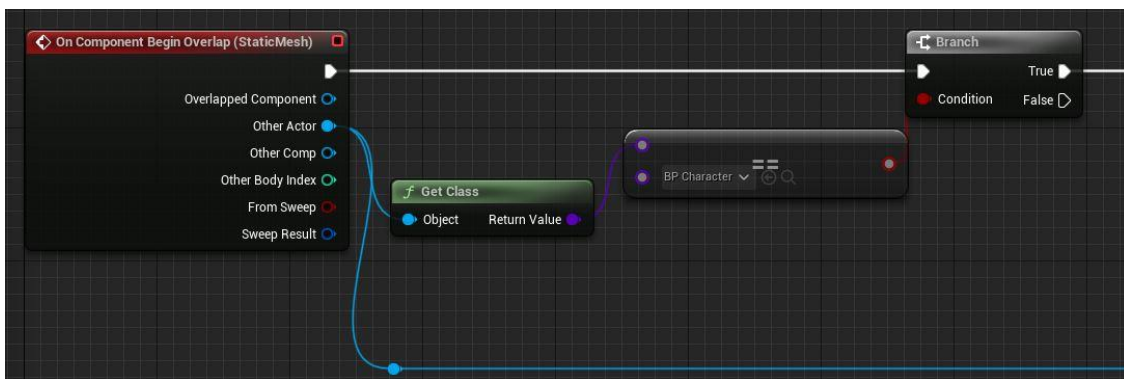 On Component Begin Overlap (StaticMesh)
Overlapped Component
Other Actor
Other Comp
Other Body Index
From Sweep
Sweep Result
f Get Class
Object Return Value
==
BP Character
Branch
True
Condition False